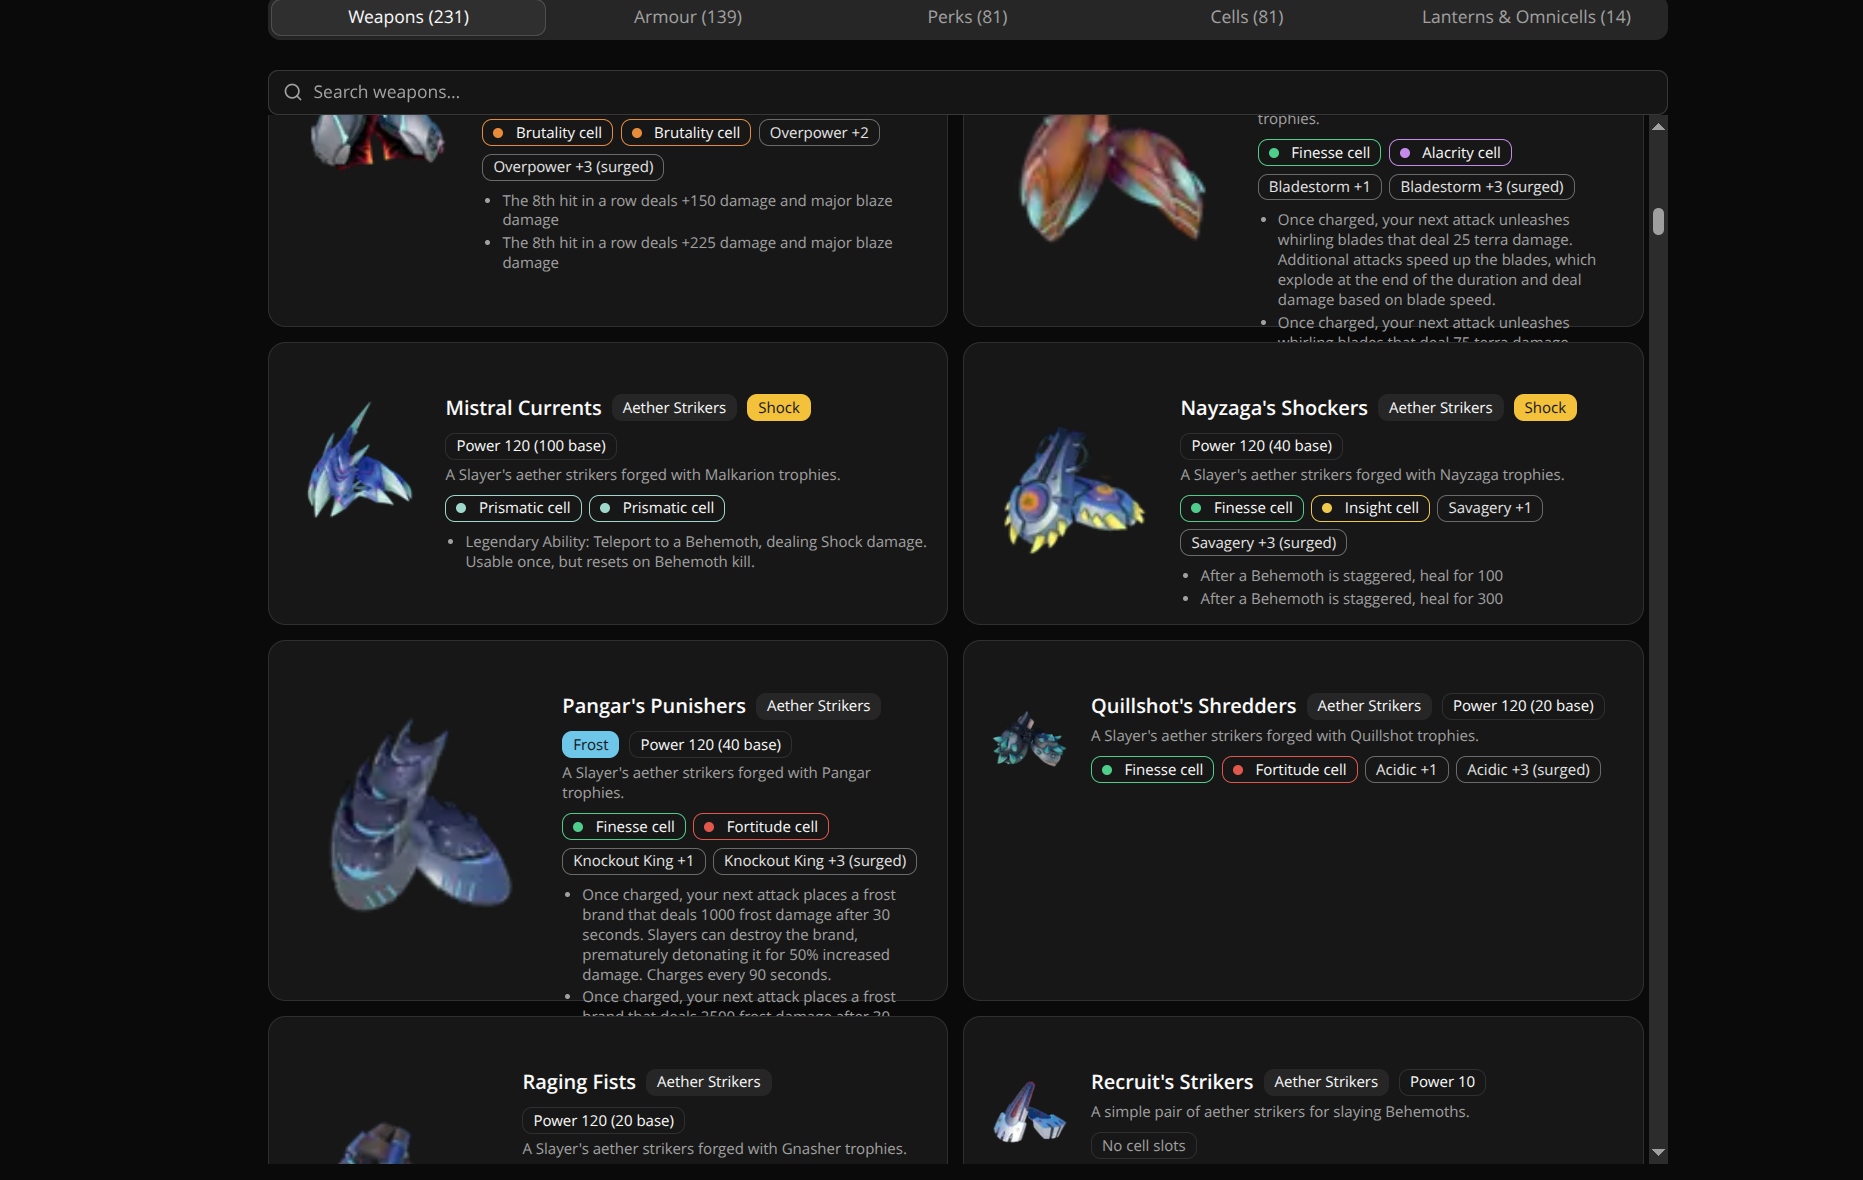 Weapons (231)
Armour (139)
Perks (81)
Cells (81)
Lanterns & Omnicells (14)
Search weapons...
Brutality cell
Brutality cell
Overpower +2
Overpower +3 (surged)
The 8th hit in a row deals +150 damage and major blaze
damage
The 8th hit in a row deals +225 damage and major blaze
damage
trophies.
Finesse cell
Alacrity cell
Bladestorm +1
Bladestorm +3 (surged)
Once charged, your next attack unleashes
whirling blades that deal 25 terra damage.
Additional attacks speed up the blades, which
explode at the end of the duration and deal
damage based on blade speed.
Once charged, your next attack unleashes
whirling blades that deal 75 terra damage.
Mistral Currents
Aether Strikers
Shock
Power 120 (100 base)
A Slayer's aether strikers forged with Malkarion trophies.
Prismatic cell
Prismatic cell
Legendary Ability: Teleport to a Behemoth, dealing Shock damage.
Usable once, but resets on Behemoth kill.
Nayzaga's Shockers
Aether Strikers
Shock
Power 120 (40 base)
A Slayer's aether strikers forged with Nayzaga trophies.
Finesse cell
Insight cell
Savagery +1
Savagery +3 (surged)
After a Behemoth is staggered, heal for 100
After a Behemoth is staggered, heal for 300
Pangar's Punishers
Aether Strikers
Frost
Power 120 (40 base)
A Slayer's aether strikers forged with Pangar
trophies.
Finesse cell
Fortitude cell
Knockout King +1
Knockout King +3 (surged)
Once charged, your next attack places a frost
brand that deals 1000 frost damage after 30
seconds. Slayers can destroy the brand,
prematurely detonating it for 50% increased
damage. Charges every 90 seconds.
Once charged, your next attack places a frost
brand that deals 2500 frost damage after 30
Quillshot's Shredders
Aether Strikers
Power 120 (20 base)
A Slayer's aether strikers forged with Quillshot trophies.
Finesse cell
Fortitude cell
Acidic +1
Acidic +3 (surged)
Raging Fists
Aether Strikers
Power 120 (20 base)
A Slayer's aether strikers forged with Gnasher trophies.
Recruit's Strikers
Aether Strikers
Power 10
A simple pair of aether strikers for slaying Behemoths.
No cell slots